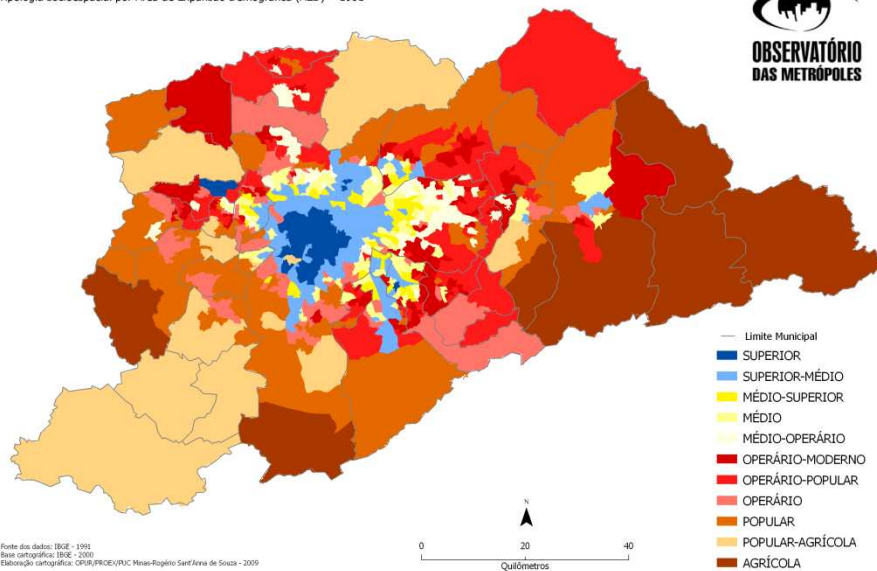 OBSERVATÓRIO
DAS METRÓPOLES
Limite Municipal
SUPERIOR
SUPERIOR-MÉDIO
MÉDIO-SUPERIOR
MÉDIO
MÉDIO-OPERÁRIO
OPERÁRIO-MODERNO
OPERÁRIO-POPULAR
OPERÁRIO
POPULAR
POPULAR-AGRÍCOLA
AGRÍCOLA
N
0 20 40
Quilômetros
Fonte dos dados: IBGE - 1991
Base cartográfica: IBGE - 2000
Elaboração cartográfica: OPUR/PROEX/PUC Minas-Rogério Sant'Anna de Souza - 2009